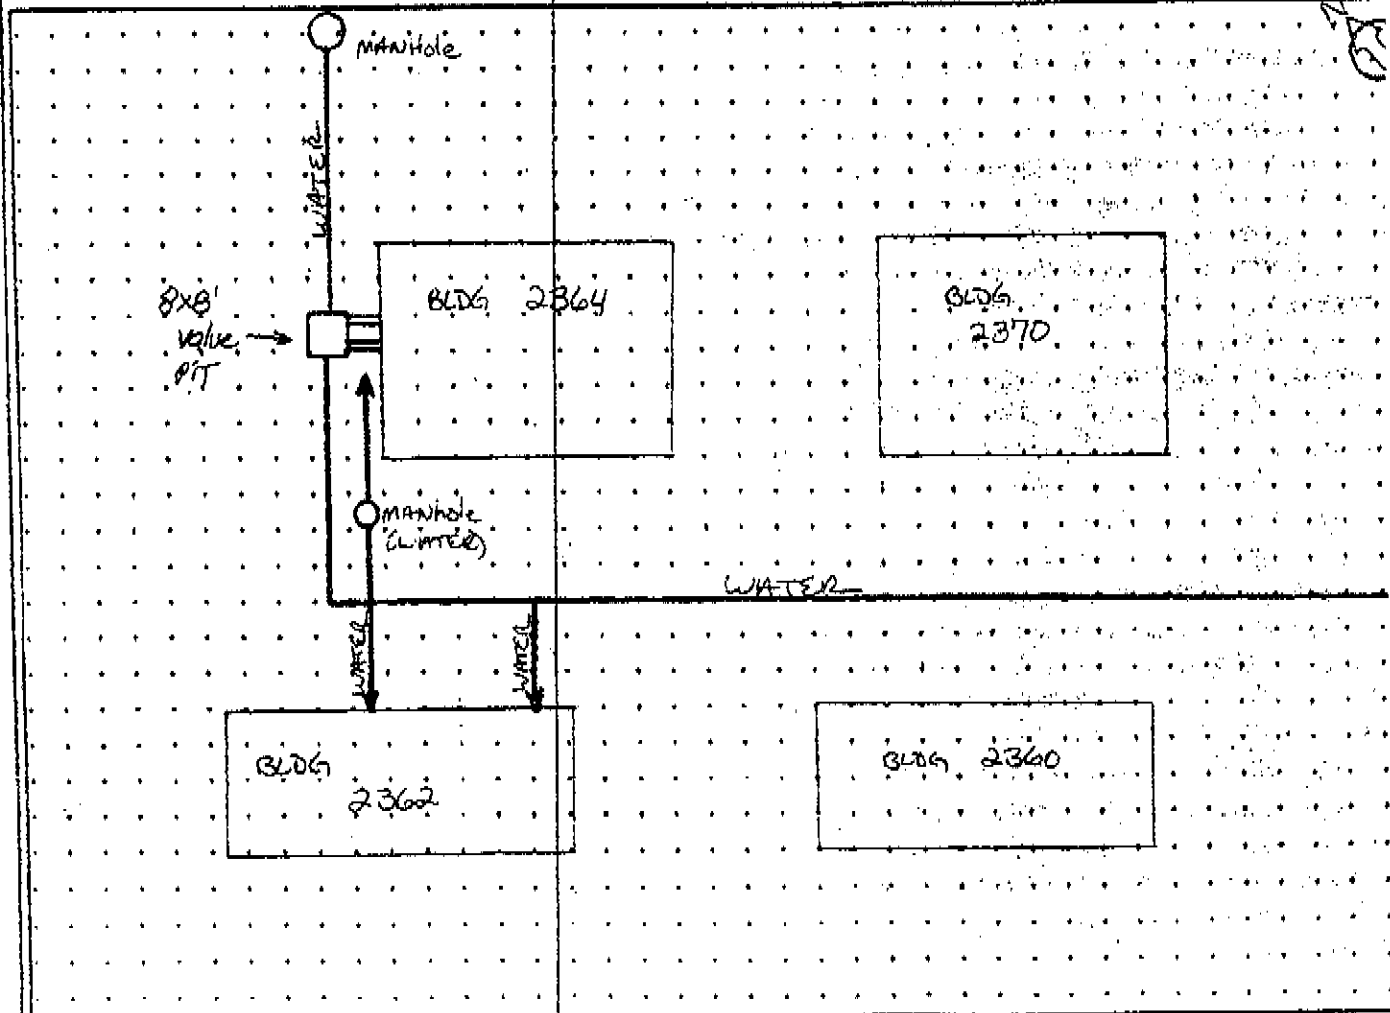 MANHole
WATER
8x8'
Valve
PIT
BLDG 2364
BLDG
2370
MANhole
(WATER)
WATER
WATER
WATER
BLDG
2362
BLDG 2360